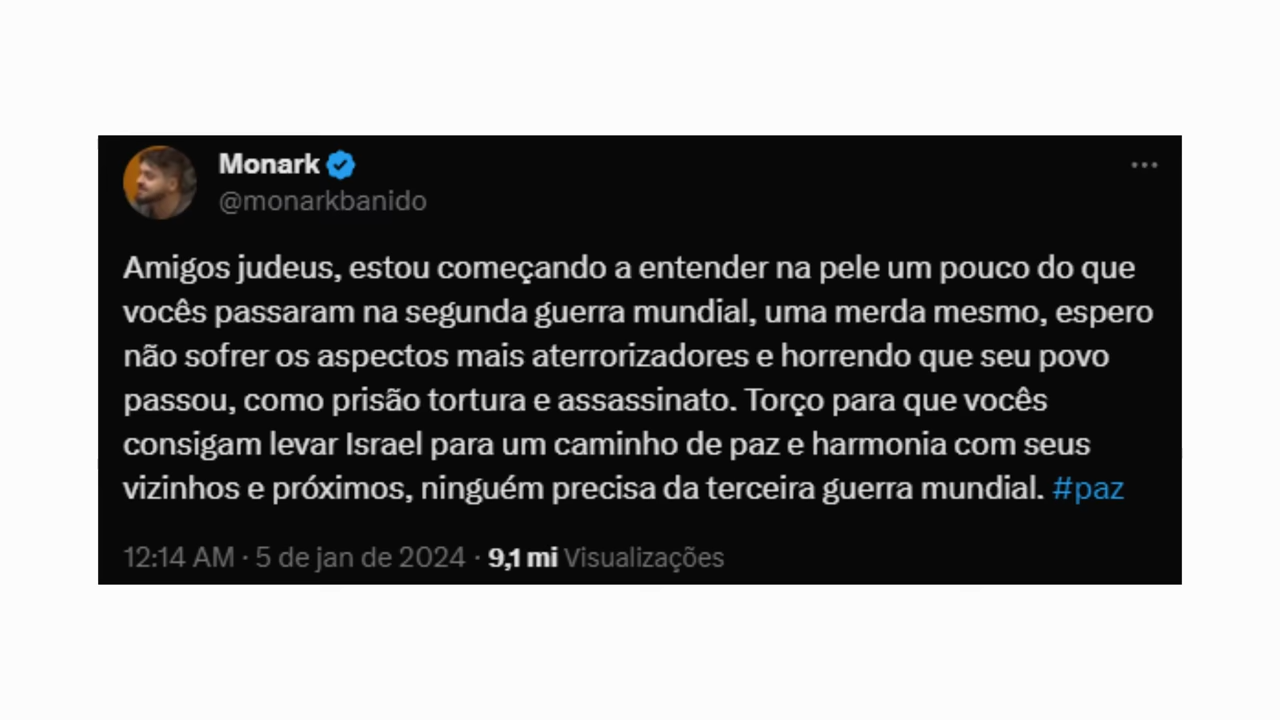 Monark
@monarkbanido
Amigos judeus, estou começando a entender na pele um pouco do que
vocês passaram na segunda guerra mundial, uma merda mesmo, espero
não sofrer os aspectos mais aterrorizadores e horrendo que seu povo
passou, como prisão tortura e assassinato. Torço para que vocês
consigam levar Israel para um caminho de paz e harmonia com seus
vizinhos e próximos, ninguém precisa da terceira guerra mundial. #paz
12:14 AM · 5 de jan de 2024 · 9,1 mi Visualizações